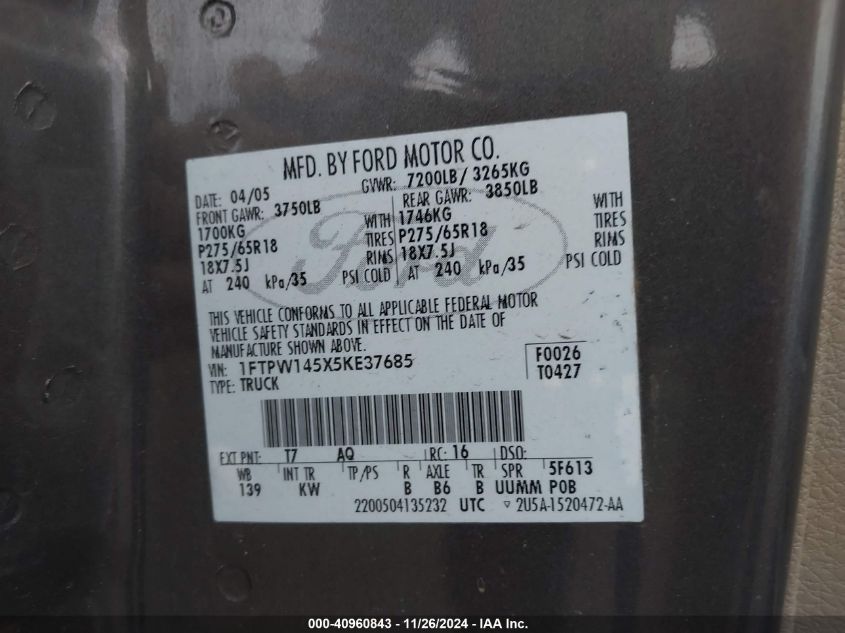 MFD. BY FORD MOTOR CO.
DATE: 04/05 GVWR: 7200LB/ 3265KG
FRONT GAWR: 3750LB REAR GAWR: 3850LB
1700KG WITH 1746KG WITH
P275/65R18 TIRES P275/65R18 TIRES
18X7.5J RIMS 18X7.5J RIMS
AT 240 kPa/35 PSI COLD AT 240 kPa/35 PSI COLD
Ford
THIS VEHICLE CONFORMS TO ALL APPLICABLE FEDERAL MOTOR
VEHICLE SAFETY STANDARDS IN EFFECT ON THE DATE OF
MANUFACTURE SHOWN ABOVE.
VIN: 1FTPW145X5KE37685 F0026
TYPE: TRUCK T0427
EXT PNT: T7 AQ RC: 16 DSO:
WB INT TR TP/PS R AXLE TR SPR 5F613
139 KW B B6 B UUMM POB
2200504135232 UTC ▽ 2U5A-1520472-AA
000-40960843 - 11/26/2024 - IAA Inc.